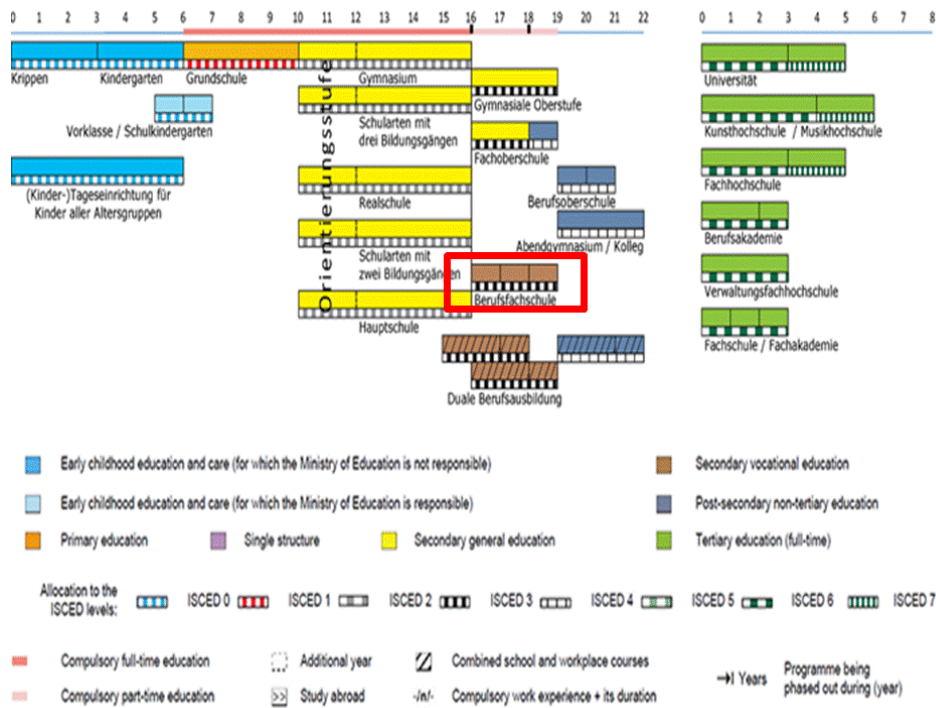 0 1 2 3 4 5 6 7 8 9 10 11 12 13 14 15 16 17 18 19 20 21 22
0 1 2 3 4 5 6 7 8
Krippen Kindergarten Grundschule Gymnasium
Gymnasiale Oberstufe
Vorklasse / Schulkindergarten
Schularten mit
drei Bildungsgängen
Fachoberschule
(Kinder-)Tageseinrichtung für
Kinder aller Altersgruppen
Orientierungsstufe
Realschule
Berufsoberschule
Abendgymnasium / Kolleg
Schularten mit
zwei Bildungsgängen
Berufsfachschule
Hauptschule
Duale Berufsausbildung
Universität
Kunsthochschule / Musikhochschule
Fachhochschule
Berufsakademie
Verwaltungsfachhochschule
Fachschule / Fachakademie
Early childhood education and care (for which the Ministry of Education is not responsible)
Secondary vocational education
Early childhood education and care (for which the Ministry of Education is responsible)
Post-secondary non-tertiary education
Primary education Single structure Secondary general education Tertiary education (full-time)
Allocation to the
ISCED levels:
ISCED 0 ISCED 1 ISCED 2 ISCED 3 ISCED 4 ISCED 5 ISCED 6 ISCED 7
Compulsory full-time education Additional year Combined school and workplace courses
Compulsory part-time education Study abroad -/n/- Compulsory work experience + its duration
Years
Programme being
phased out during (year)